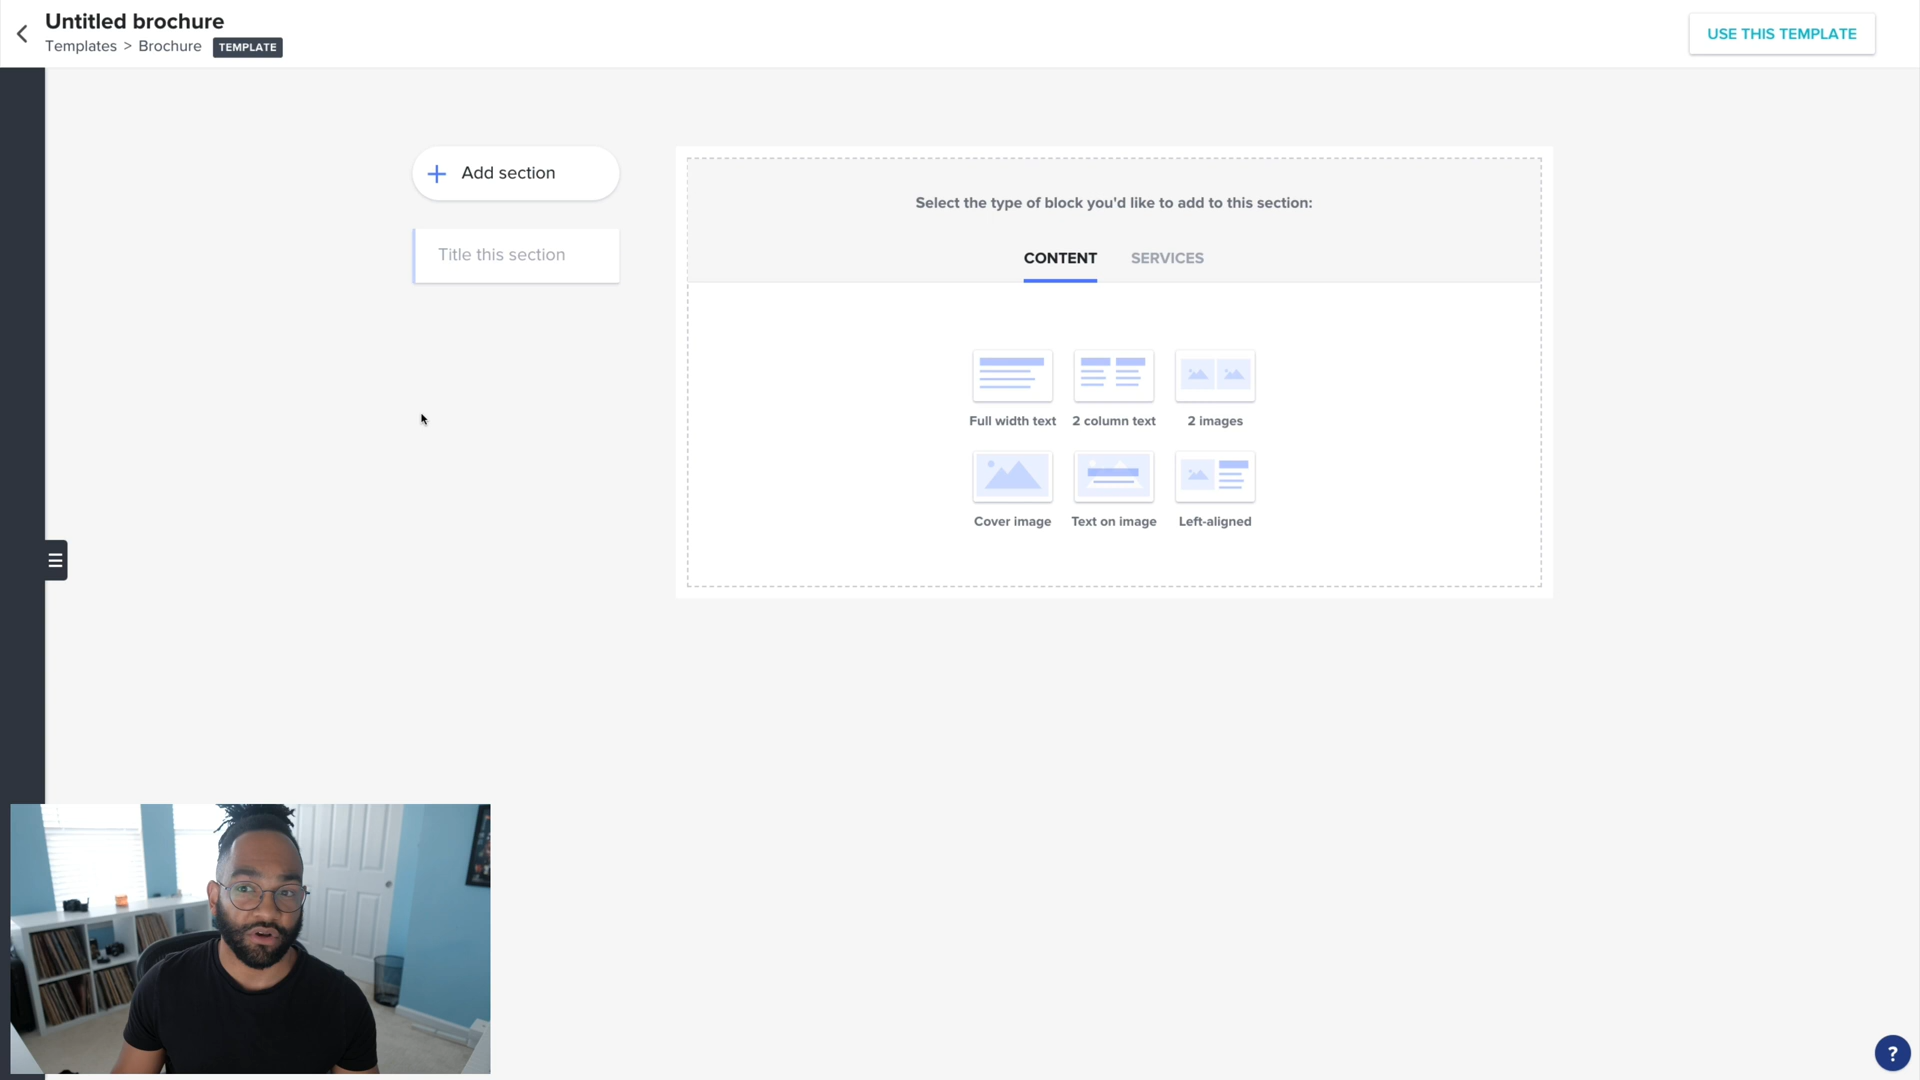 Untitled brochure
Templates > Brochure TEMPLATE
USE THIS TEMPLATE
+ Add section
Title this section
Select the type of block you'd like to add to this section:
CONTENT SERVICES
Full width text 2 column text 2 images
Cover image Text on image Left-aligned
?